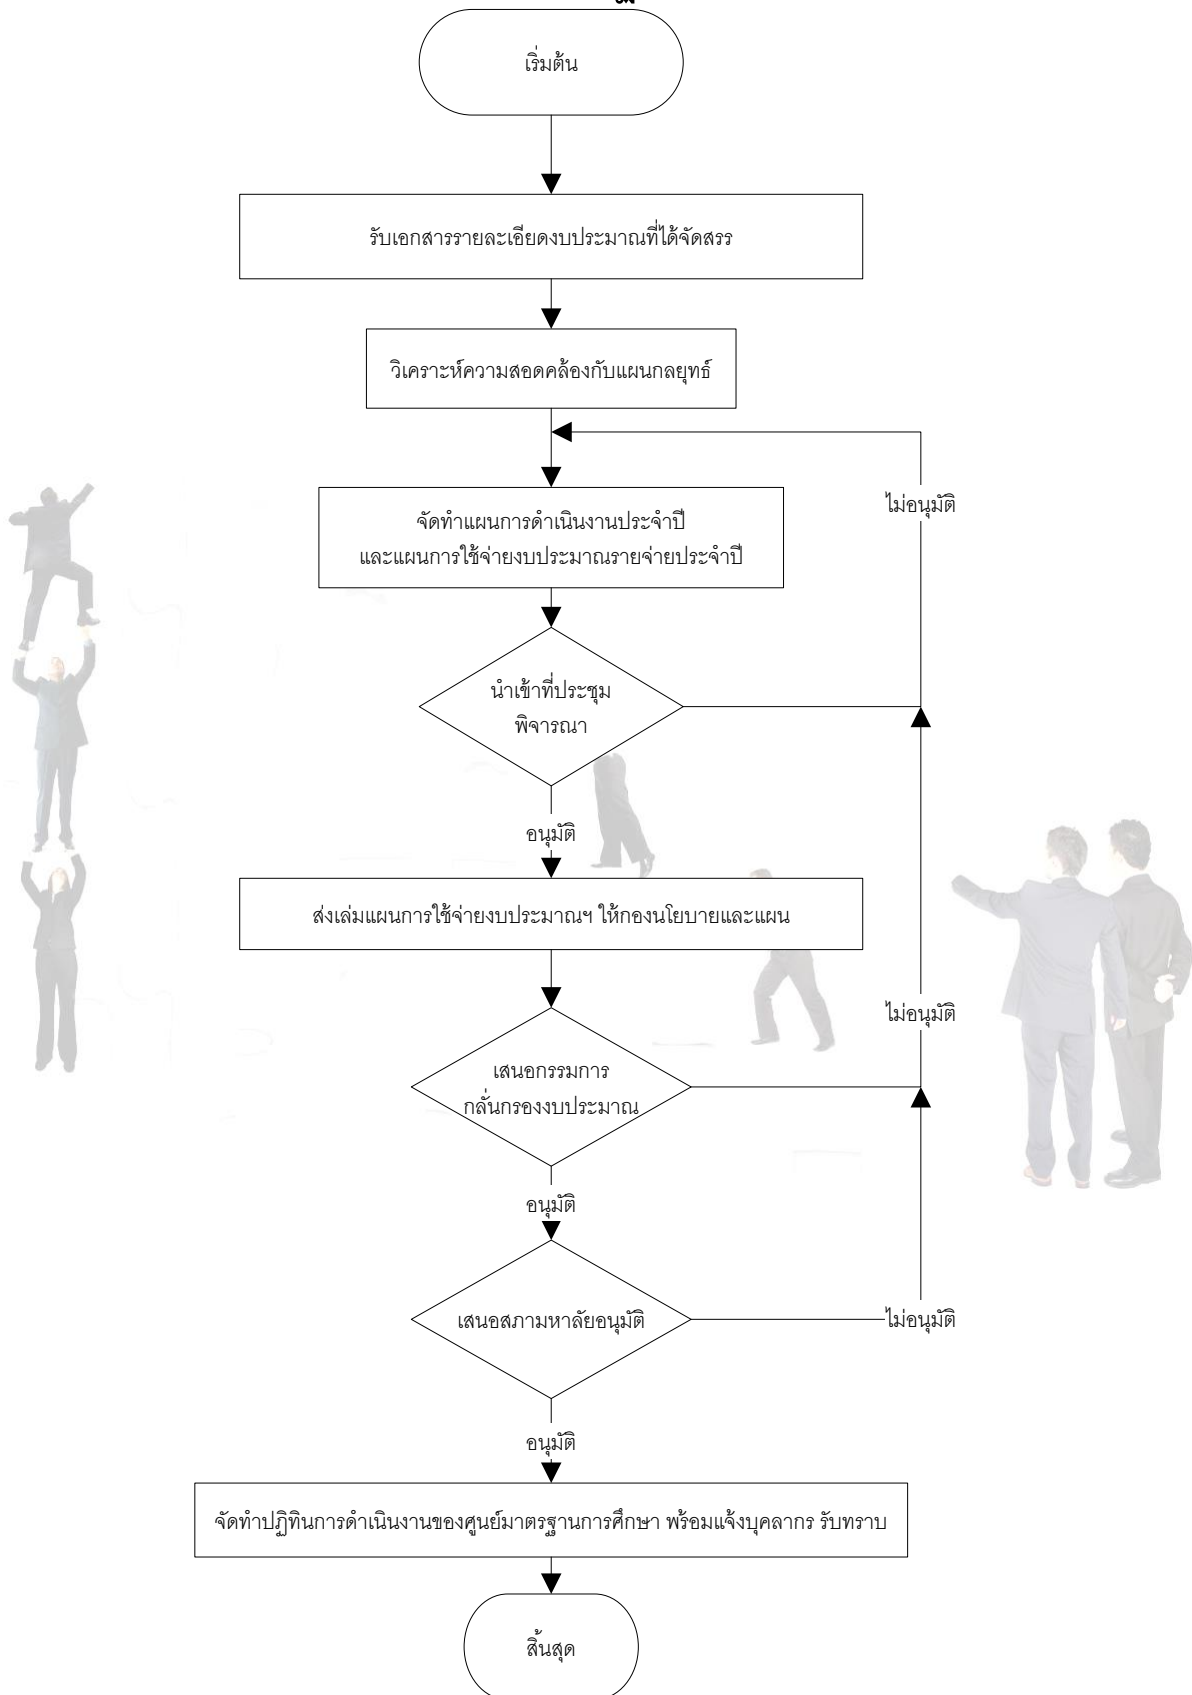 เริ่มต้น
รับเอกสารรายละเอียดงบประมาณที่ได้จัดสรร
วิเคราะห์ความสอดคล้องกับแผนกลยุทธ์
ไม่อนุมัติ
จัดทำแผนการดำเนินงานประจำปี
และแผนการใช้จ่ายงบประมาณรายจ่ายประจำปี
นำเข้าที่ประชุม
พิจารณา
อนุมัติ
ส่งเล่มแผนการใช้จ่ายงบประมาณฯ ให้กองนโยบายและแผน
ไม่อนุมัติ
เสนอกรรมการ
กลั่นกรองงบประมาณ
อนุมัติ
เสนอสภามหาลัยอนุมัติ
ไม่อนุมัติ
อนุมัติ
จัดทำปฏิทินการดำเนินงานของศูนย์มาตรฐานการศึกษา พร้อมแจ้งบุคลากร รับทราบ
สิ้นสุด